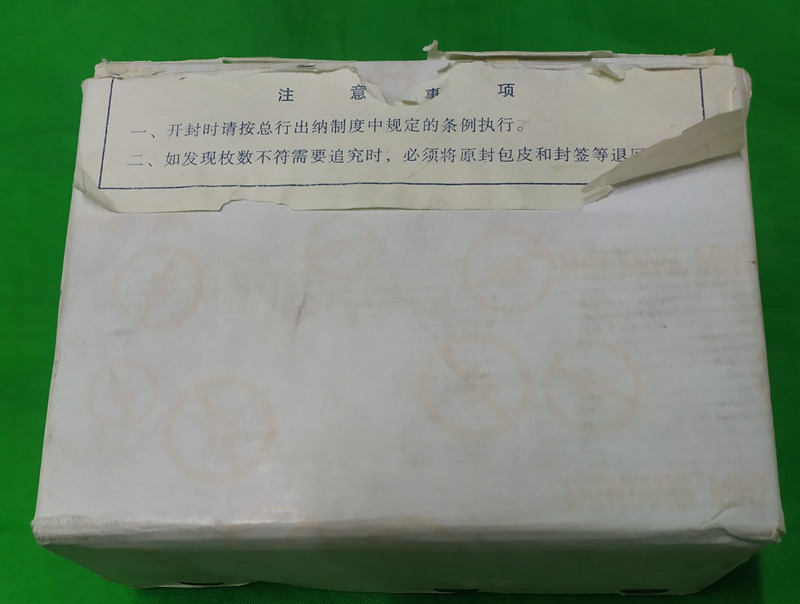 注意事项
一、开封时请按总行出纳制度中规定的条例执行。
二、如发现枚数不符需要追究时，必须将原封包皮和封签等退